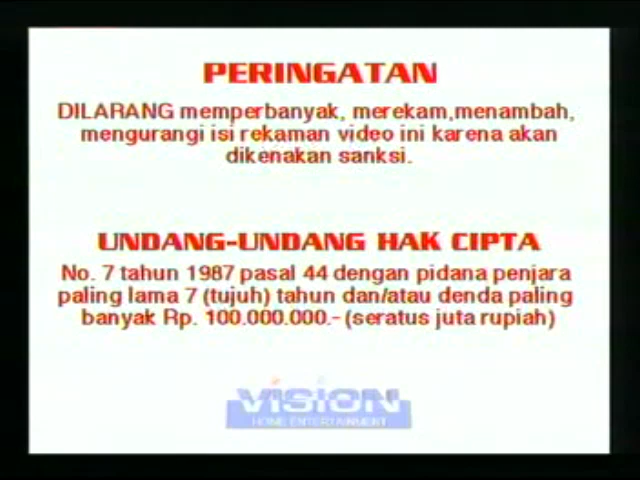 PERINGATAN
DILARANG memperbanyak, merekam,menambah,
mengurangi isi rekaman video ini karena akan
dikenakan sanksi.
UNDANG-UNDANG HAK CIPTA
No. 7 tahun 1987 pasal 44 dengan pidana penjara
paling lama 7 (tujuh) tahun dan/atau denda paling
banyak Rp. 100.000.000.- (seratus juta rupiah)
VISION
HOME ENTERTAINMENT